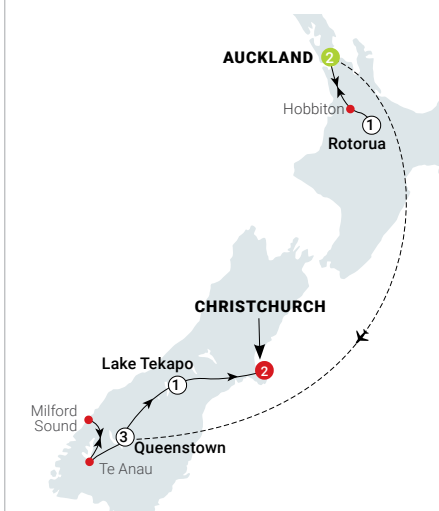 AUCKLAND 2
Hobbiton
1
Rotorua
CHRISTCHURCH
2
Lake Tekapo
1
Milford
Sound
3
Queenstown
Te Anau